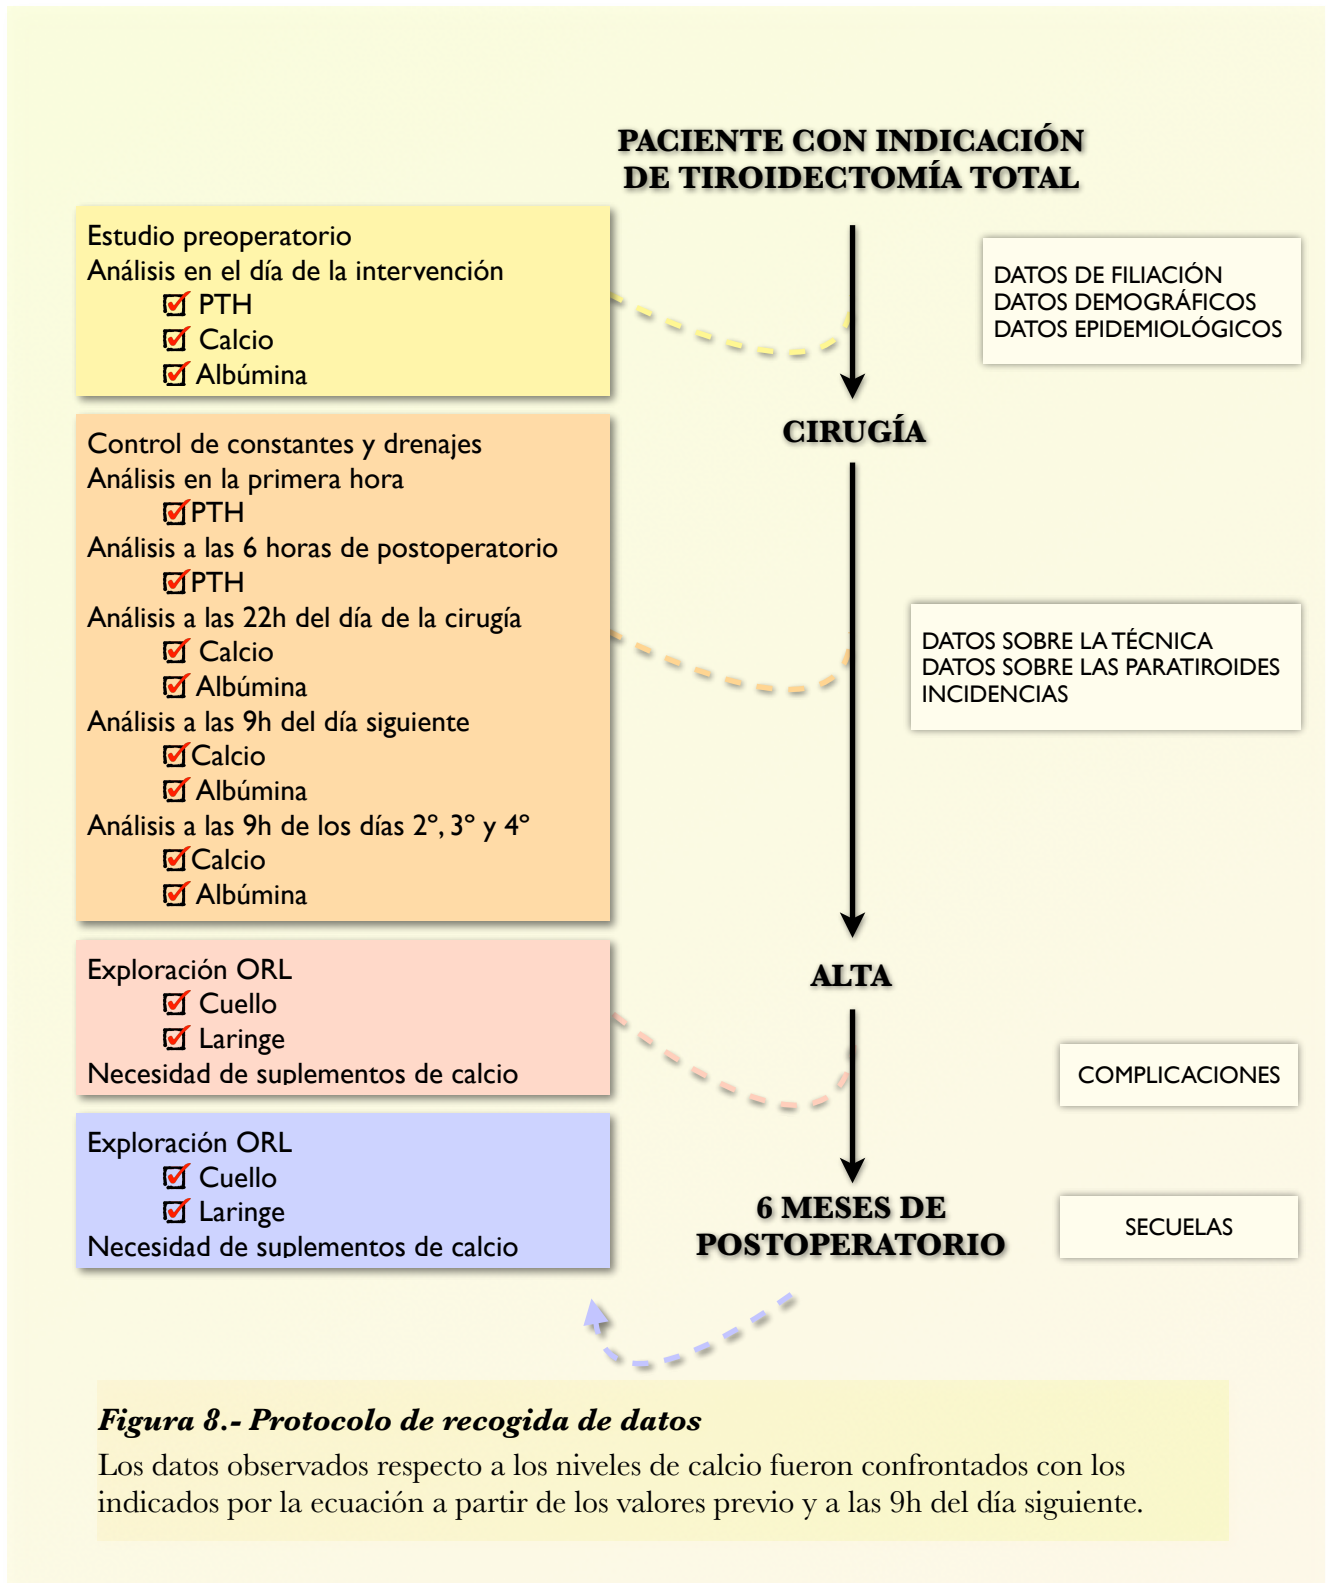 PACIENTE CON INDICACIÓN
DE TIROIDECTOMÍA TOTAL
Estudio preoperatorio
Análisis en el día de la intervención
PTH
Calcio
Albúmina
DATOS DE FILIACIÓN
DATOS DEMOGRÁFICOS
DATOS EPIDEMIOLÓGICOS
CIRUGÍA
Control de constantes y drenajes
Análisis en la primera hora
PTH
Análisis a las 6 horas de postoperatorio
PTH
Análisis a las 22h del día de la cirugía
Calcio
Albúmina
Análisis a las 9h del día siguiente
Calcio
Albúmina
Análisis a las 9h de los días 2º, 3º y 4º
Calcio
Albúmina
DATOS SOBRE LA TÉCNICA
DATOS SOBRE LAS PARATIROIDES
INCIDENCIAS
ALTA
Exploración ORL
Cuello
Laringe
Necesidad de suplementos de calcio
COMPLICACIONES
Exploración ORL
Cuello
Laringe
Necesidad de suplementos de calcio
6 MESES DE
POSTOPERATORIO
SECUELAS
Figura 8.- Protocolo de recogida de datos
Los datos observados respecto a los niveles de calcio fueron confrontados con los
indicados por la ecuación a partir de los valores previo y a las 9h del día siguiente.